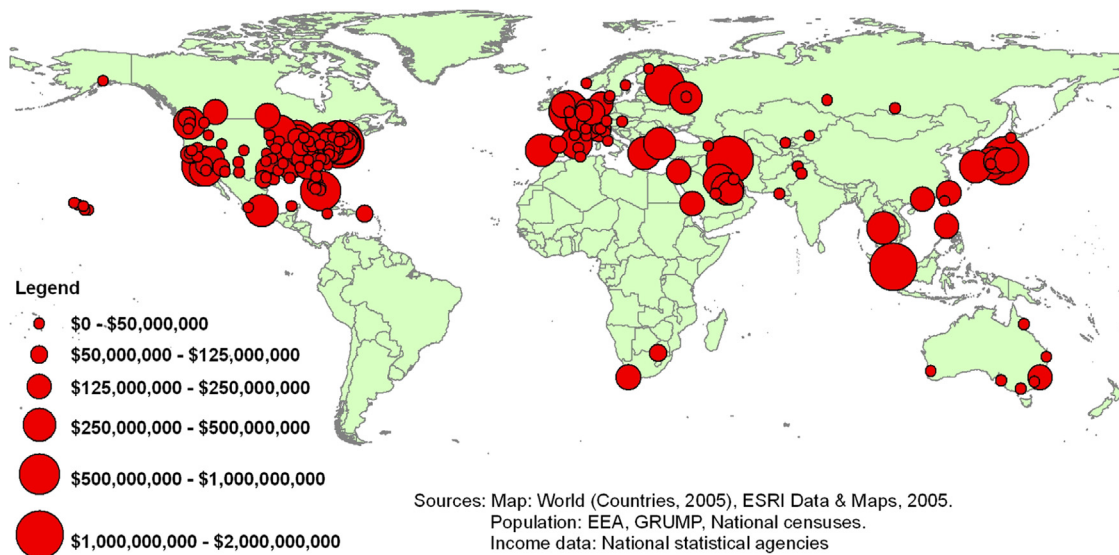 Legend
$0 - $50,000,000
$50,000,000 - $125,000,000
$125,000,000 - $250,000,000
$250,000,000 - $500,000,000
$500,000,000 - $1,000,000,000
$1,000,000,000 - $2,000,000,000
Sources: Map: World (Countries, 2005), ESRI Data & Maps, 2005.
Population: EEA, GRUMP, National censuses.
Income data: National statistical agencies